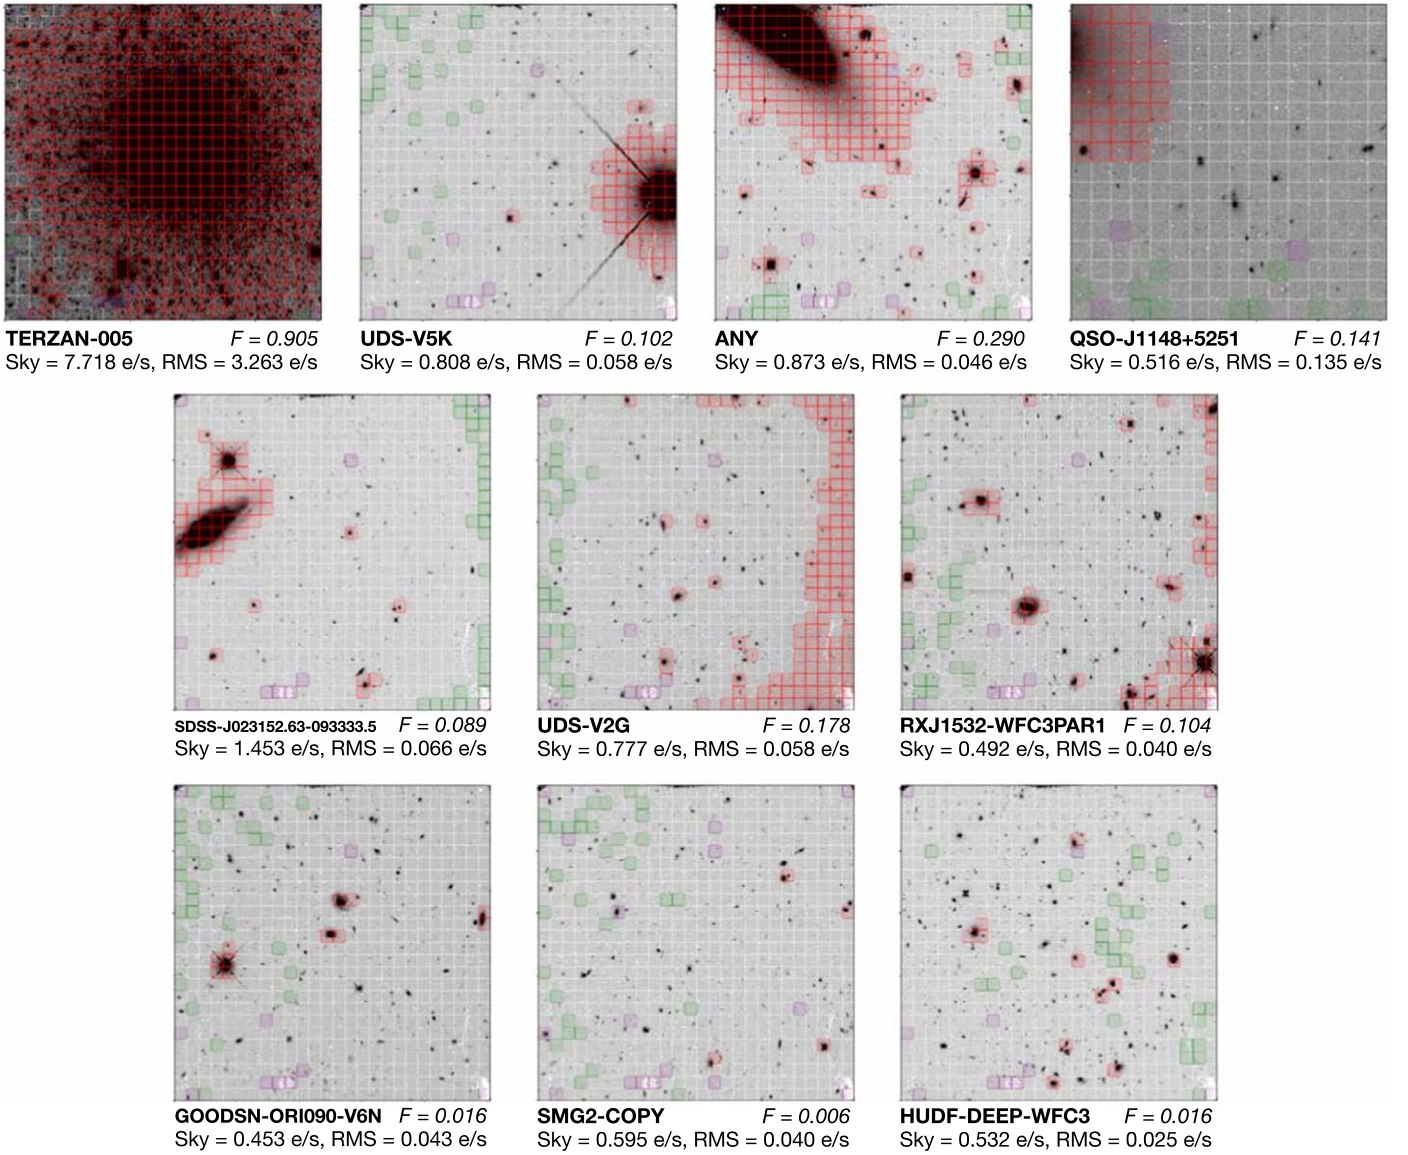 TERZAN-005 F = 0.905
Sky = 7.718 e/s, RMS = 3.263 e/s
UDS-V5K F = 0.102
Sky = 0.808 e/s, RMS = 0.058 e/s
ANY F = 0.290
Sky = 0.873 e/s, RMS = 0.046 e/s
QSO-J1148+5251 F = 0.141
Sky = 0.516 e/s, RMS = 0.135 e/s
SDSS-J023152.63-093333.5 F = 0.089
Sky = 1.453 e/s, RMS = 0.066 e/s
UDS-V2G F = 0.178
Sky = 0.777 e/s, RMS = 0.058 e/s
RXJ1532-WFC3PAR1 F = 0.104
Sky = 0.492 e/s, RMS = 0.040 e/s
GOODSN-ORI090-V6N F = 0.016
Sky = 0.453 e/s, RMS = 0.043 e/s
SMG2-COPY F = 0.006
Sky = 0.595 e/s, RMS = 0.040 e/s
HUDF-DEEP-WFC3 F = 0.016
Sky = 0.532 e/s, RMS = 0.025 e/s